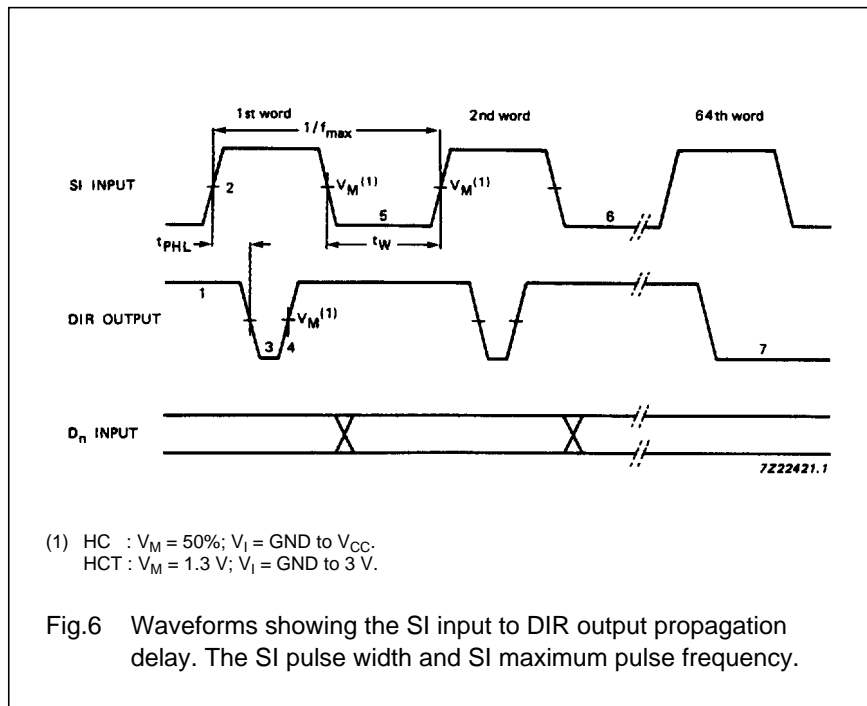 1st word 2nd word 64th word
1/fmax
SI INPUT 2 VM(1) VM(1)
5 6
tPHL tW
1
DIR OUTPUT VM(1)
3 4 7
Dn INPUT
7Z22421.1
(1) HC : VM = 50%; VI = GND to VCC.
HCT : VM = 1.3 V; VI = GND to 3 V.
Fig.6 Waveforms showing the SI input to DIR output propagation
delay. The SI pulse width and SI maximum pulse frequency.